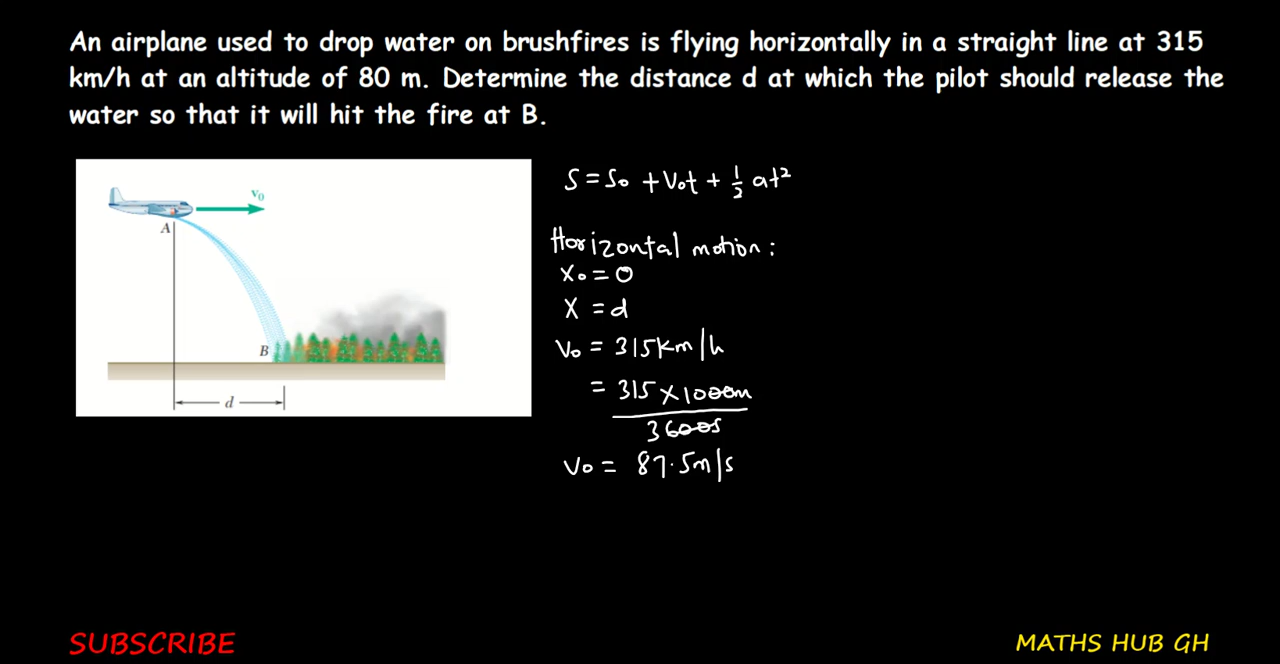 An airplane used to drop water on brushfires is flying horizontally in a straight line at 315
km/h at an altitude of 80 m. Determine the distance d at which the pilot should release the
water so that it will hit the fire at B.
v₀
A
B
d
S = S₀ + V₀t + ½ at²
Horizontal motion :
X₀ = 0
X = d
V₀ = 315km/h
= 315 × 1000m
3600s
V₀ = 87.5m/s
SUBSCRIBE
MATHS HUB GH